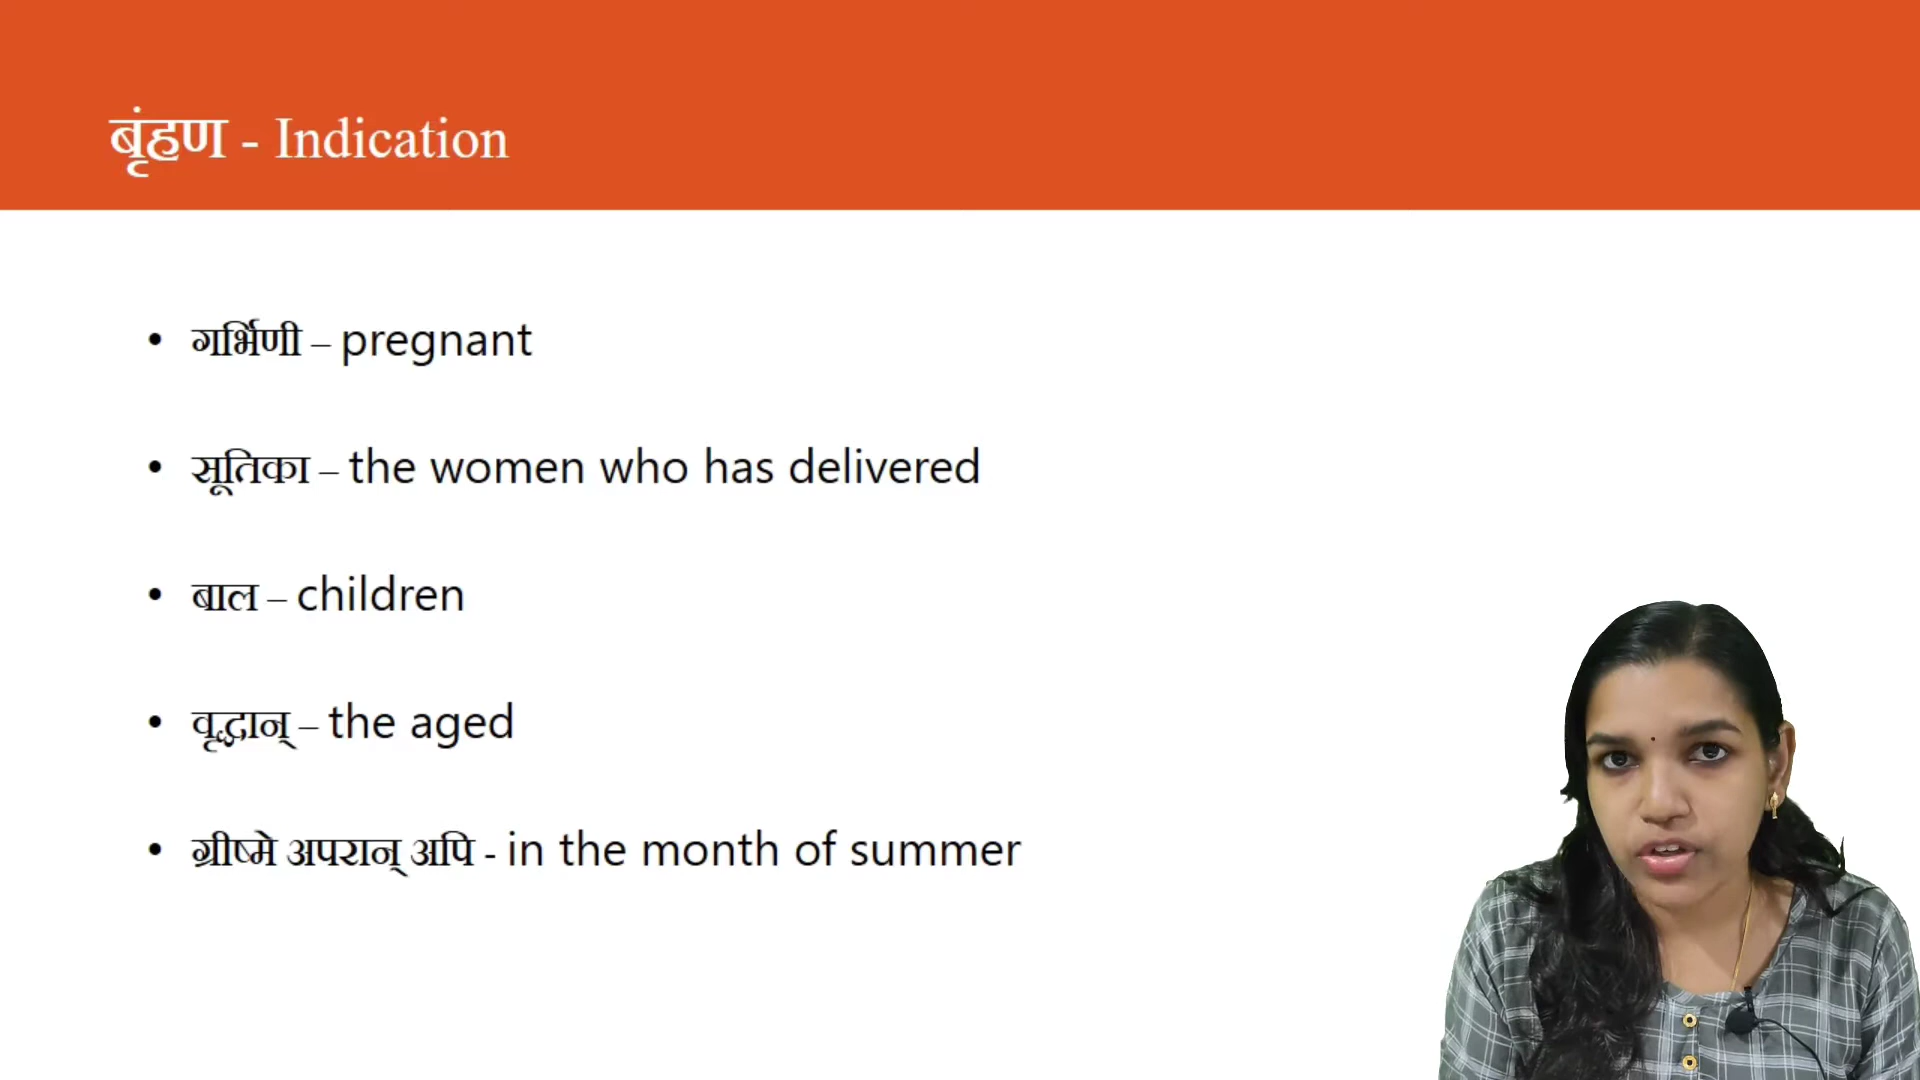 बृंहण - Indication
• गर्भिणी – pregnant
• सूतिका – the women who has delivered
• बाल – children
• वृद्धान् – the aged
• ग्रीष्मे अपरान् अपि - in the month of summer